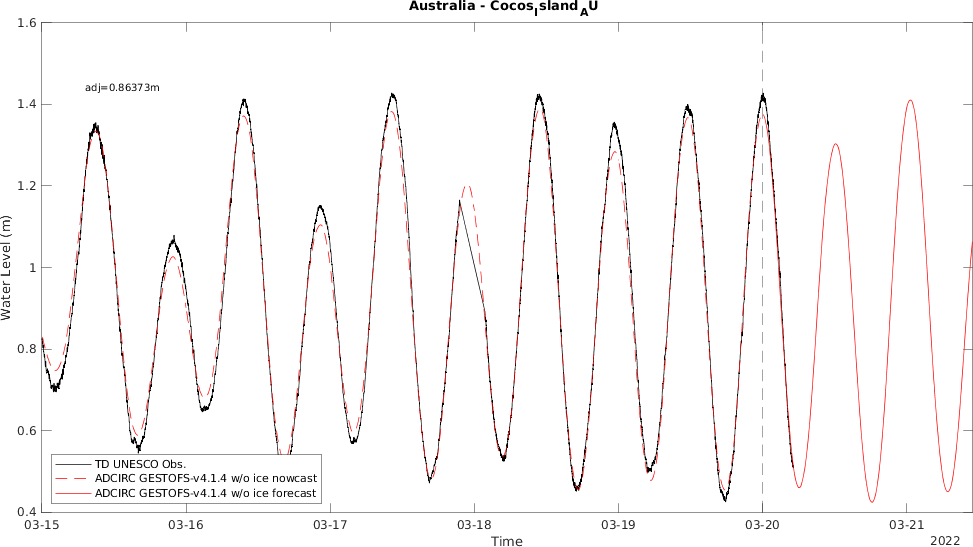 Australia - Cocos_Island_AU
1.6
1.4
1.2
1
0.8
0.6
0.4
Water Level (m)
adj=0.86373m
TD UNESCO Obs.
ADCIRC GESTOFS-v4.1.4 w/o ice nowcast
ADCIRC GESTOFS-v4.1.4 w/o ice forecast
03-15 03-16 03-17 03-18 03-19 03-20 03-21
Time
2022